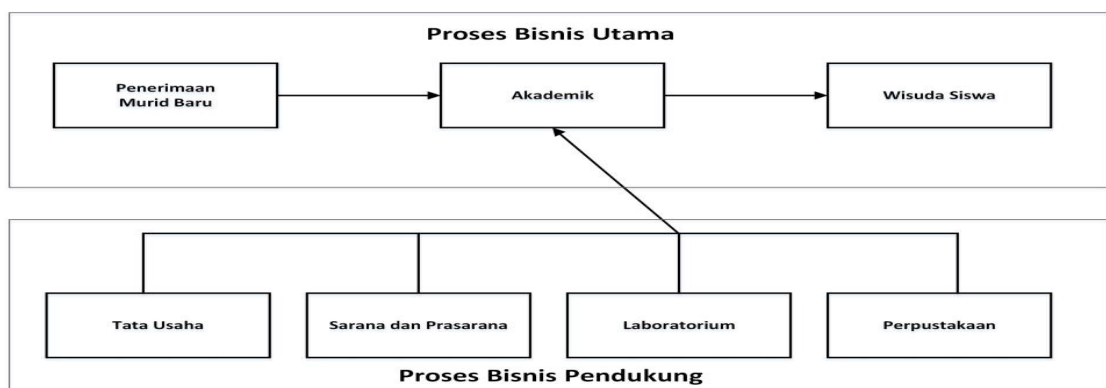 Proses Bisnis Utama
Penerimaan
Murid Baru
Akademik
Wisuda Siswa
Tata Usaha
Sarana dan Prasarana
Laboratorium
Perpustakaan
Proses Bisnis Pendukung